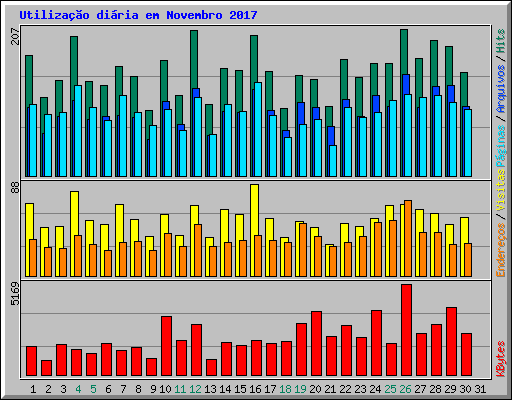 Utilização diária em Novembro 2017
207
88
5169
Endereços / Visitas Páginas / Arquivos / Hits
KBytes
1 2 3 4 5 6 7 8 9 10 11 12 13 14 15 16 17 18 19 20 21 22 23 24 25 26 27 28 29 30 31